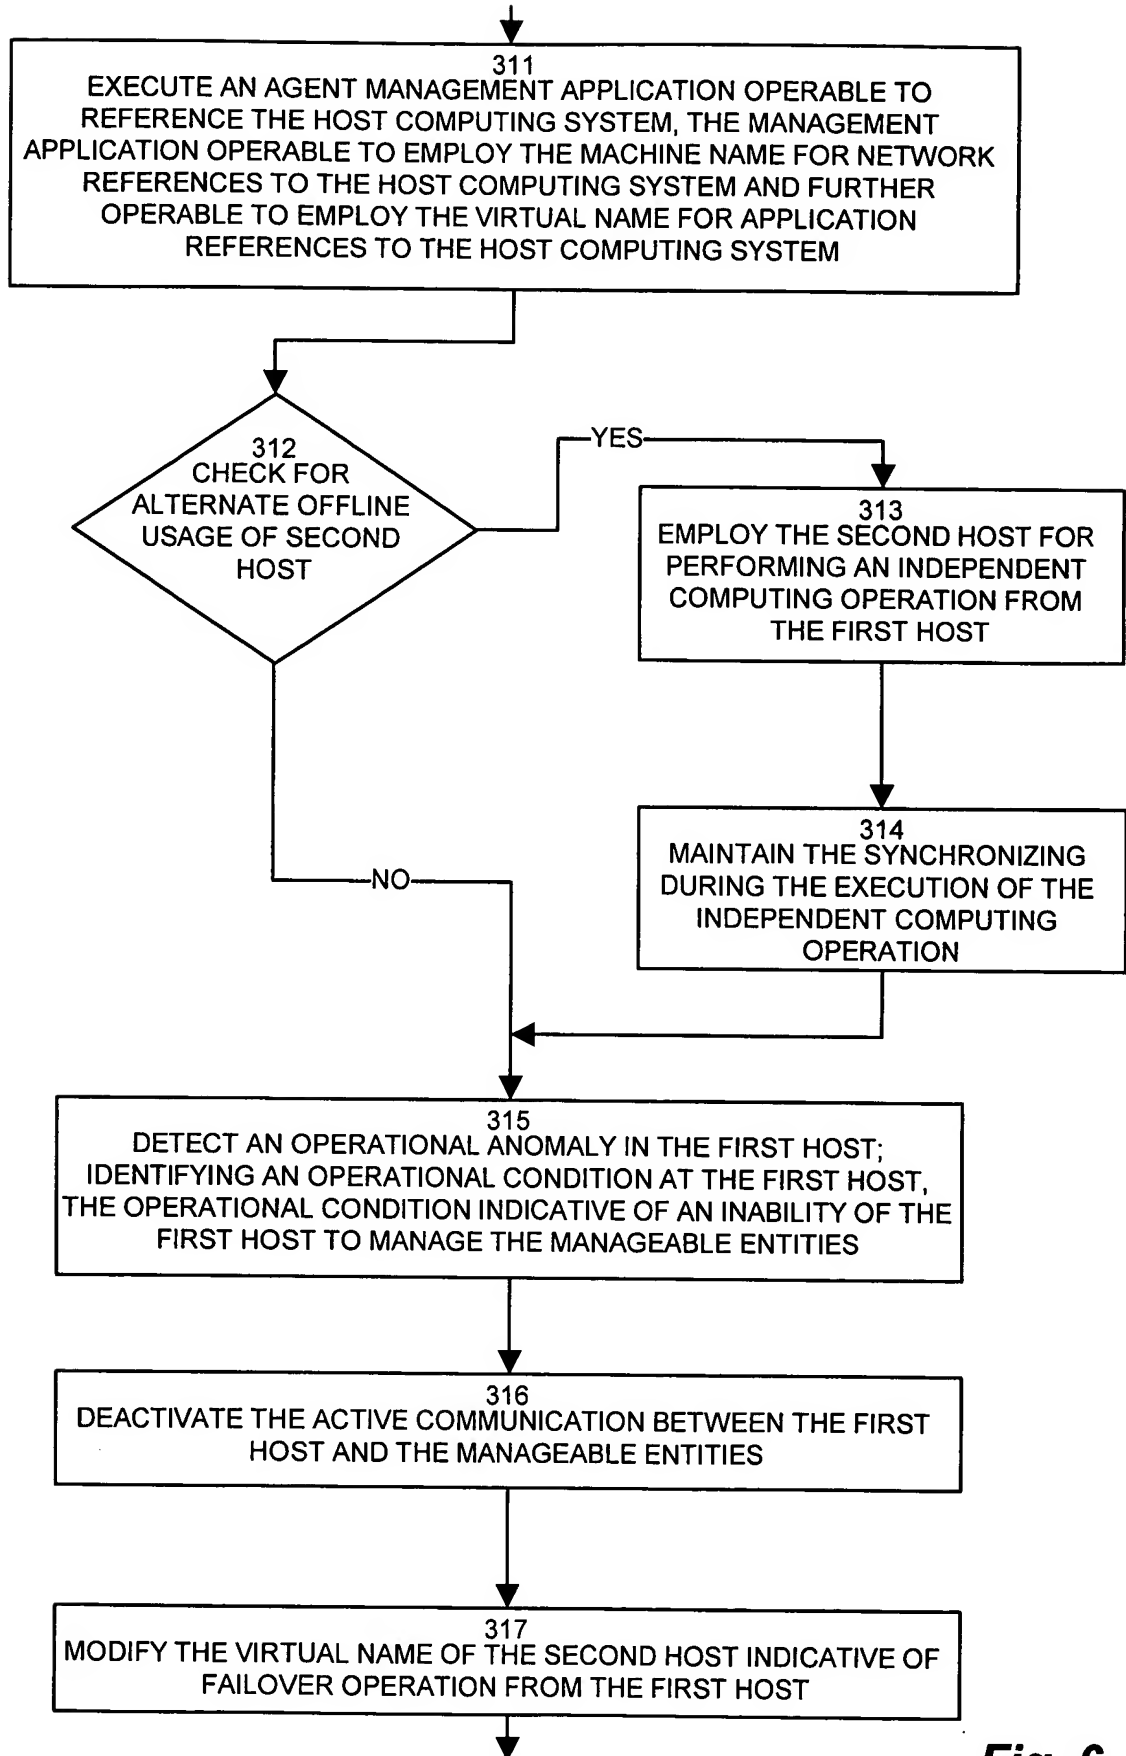 311
EXECUTE AN AGENT MANAGEMENT APPLICATION OPERABLE TO
REFERENCE THE HOST COMPUTING SYSTEM, THE MANAGEMENT
APPLICATION OPERABLE TO EMPLOY THE MACHINE NAME FOR NETWORK
REFERENCES TO THE HOST COMPUTING SYSTEM AND FURTHER
OPERABLE TO EMPLOY THE VIRTUAL NAME FOR APPLICATION
REFERENCES TO THE HOST COMPUTING SYSTEM
312
CHECK FOR
ALTERNATE OFFLINE
USAGE OF SECOND
HOST
YES
313
EMPLOY THE SECOND HOST FOR
PERFORMING AN INDEPENDENT
COMPUTING OPERATION FROM
THE FIRST HOST
314
MAINTAIN THE SYNCHRONIZING
DURING THE EXECUTION OF THE
INDEPENDENT COMPUTING
OPERATION
NO
315
DETECT AN OPERATIONAL ANOMALY IN THE FIRST HOST;
IDENTIFYING AN OPERATIONAL CONDITION AT THE FIRST HOST,
THE OPERATIONAL CONDITION INDICATIVE OF AN INABILITY OF THE
FIRST HOST TO MANAGE THE MANAGEABLE ENTITIES
316
DEACTIVATE THE ACTIVE COMMUNICATION BETWEEN THE FIRST
HOST AND THE MANAGEABLE ENTITIES
317
MODIFY THE VIRTUAL NAME OF THE SECOND HOST INDICATIVE OF
FAILOVER OPERATION FROM THE FIRST HOST